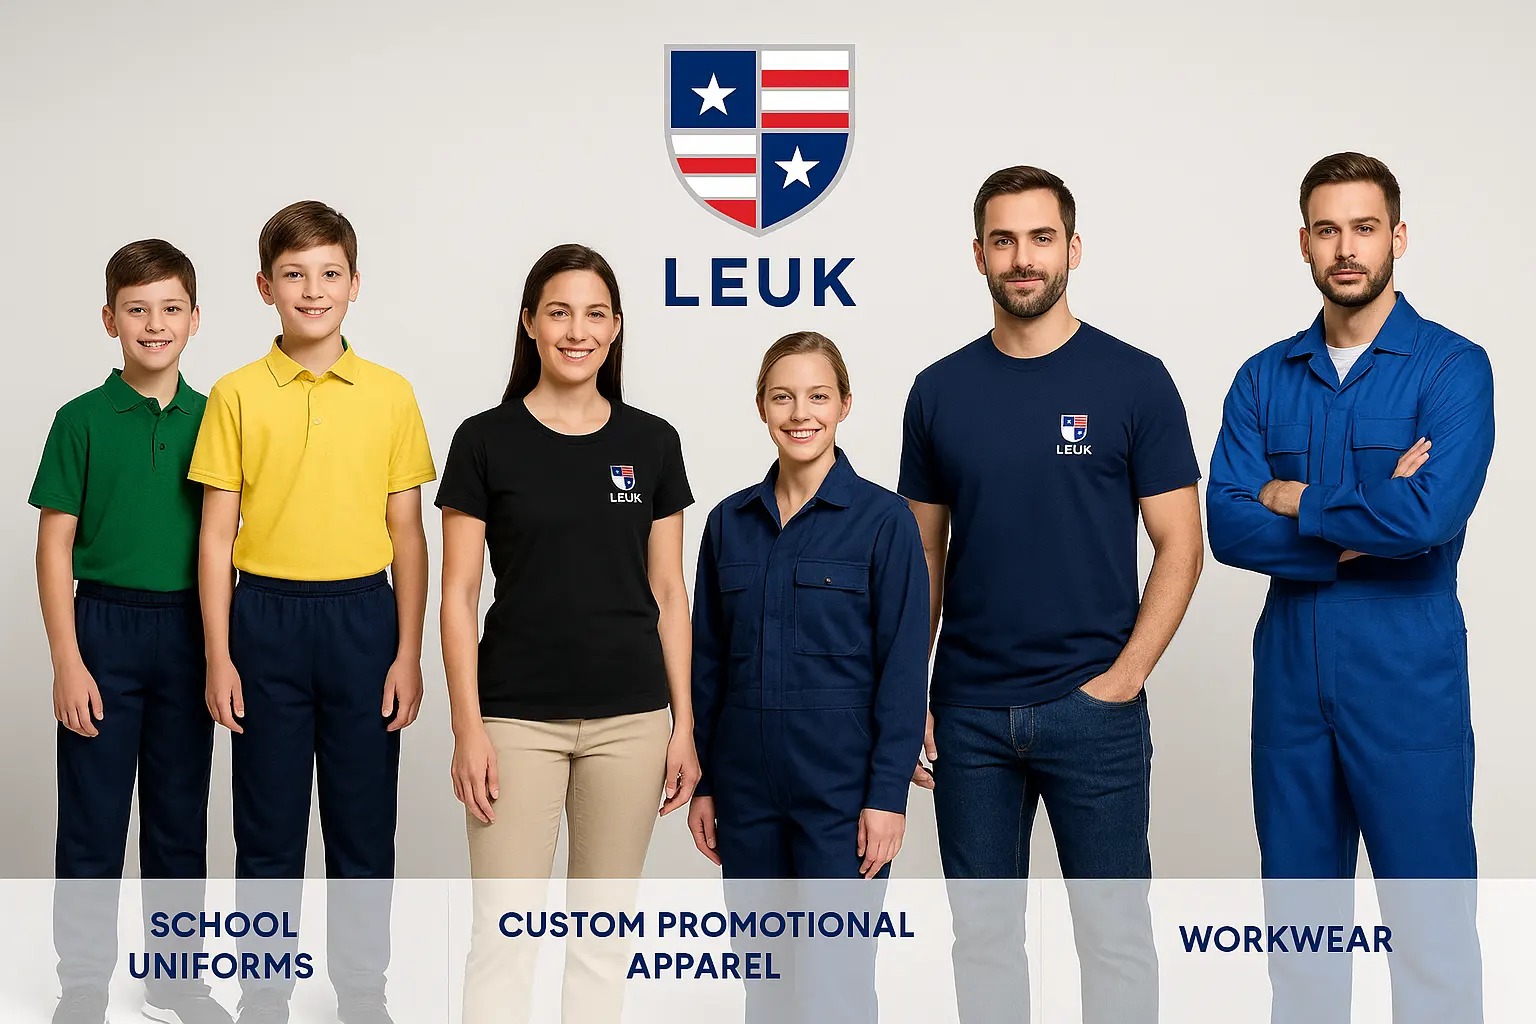 LEUK
LEUK
LEUK
SCHOOL
UNIFORMS
CUSTOM PROMOTIONAL
APPAREL
WORKWEAR